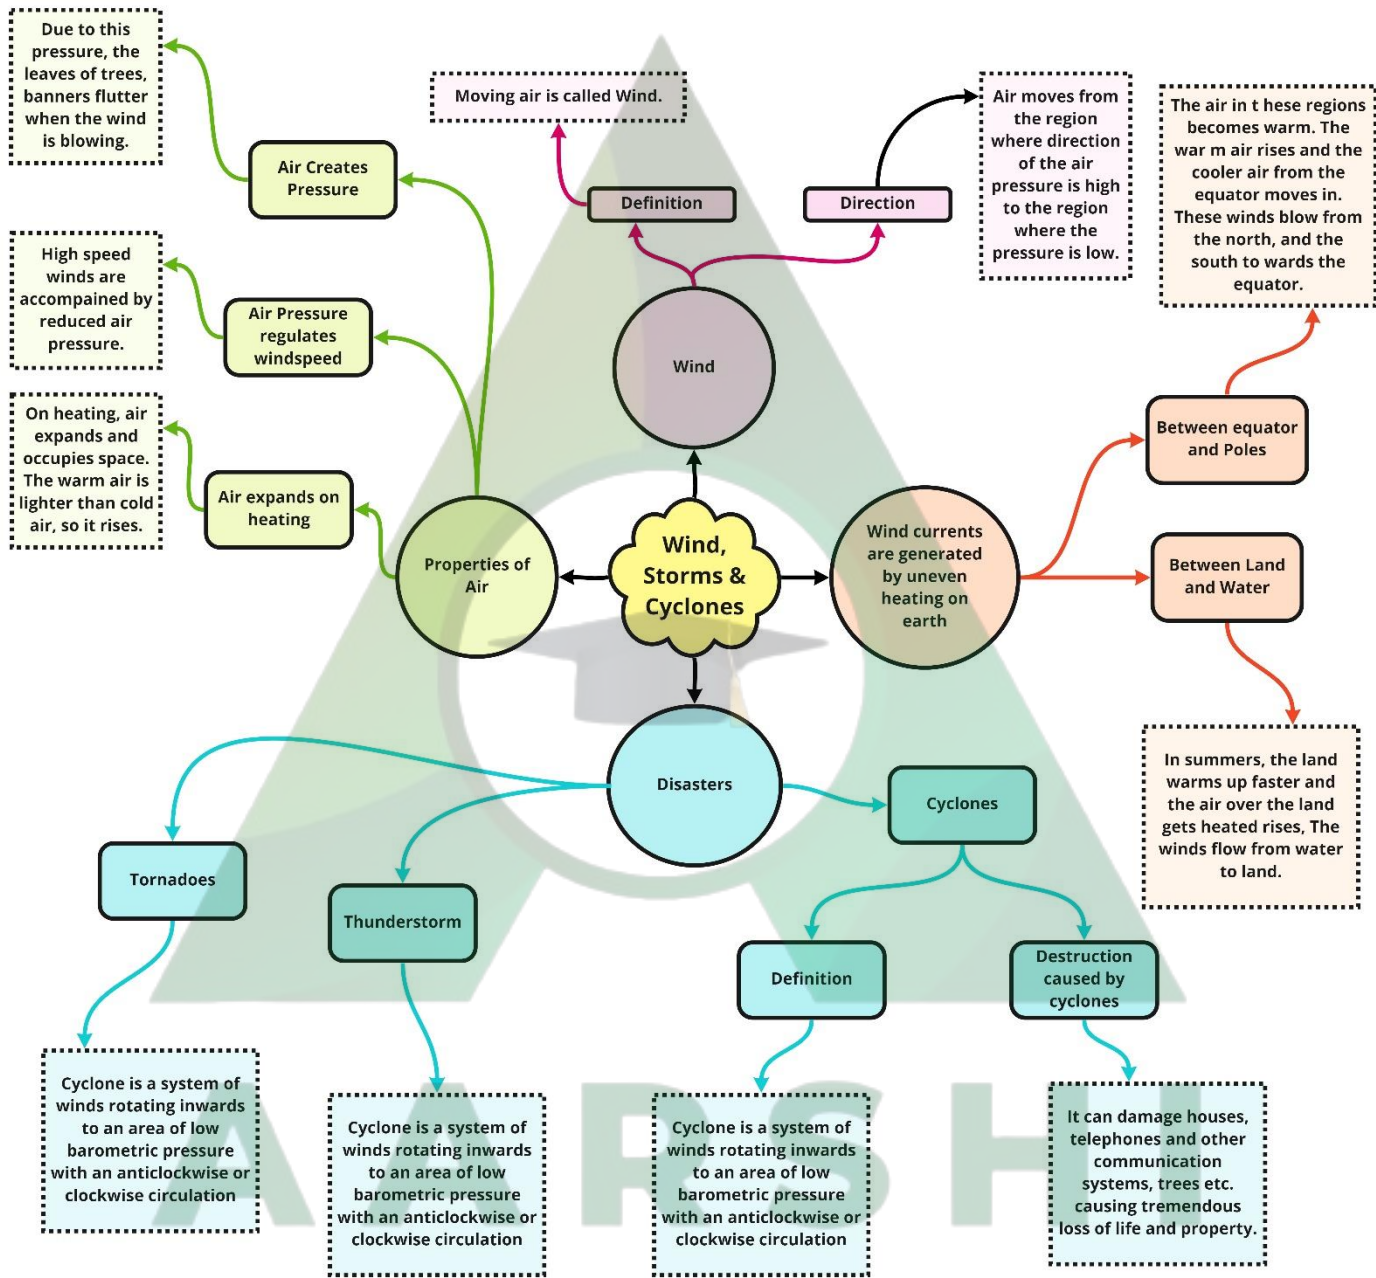 Due to this
pressure, the
leaves of trees,
banners flutter
when the wind
is blowing.
Air Creates
Pressure
High speed
winds are
accompained by
reduced air
pressure.
Air Pressure
regulates
windspeed
On heating, air
expands and
occupies space.
The warm air is
lighter than cold
air, so it rises.
Air expands on
heating
Properties of
Air
Moving air is called Wind.
Definition
Direction
Air moves from
the region
where direction
of the air
pressure is high
to the region
where the
pressure is low.
Wind
Wind,
Storms &
Cyclones
The air in t hese regions
becomes warm. The
war m air rises and the
cooler air from the
equator moves in.
These winds blow from
the north, and the
south to wards the
equator.
Between equator
and Poles
Wind currents
are generated
by uneven
heating on
earth
Between Land
and Water
In summers, the land
warms up faster and
the air over the land
gets heated rises, The
winds flow from water
to land.
Disasters
Tornadoes
Cyclone is a system of
winds rotating inwards
to an area of low
barometric pressure
with an anticlockwise or
clockwise circulation
Thunderstorm
Cyclone is a system of
winds rotating inwards
to an area of low
barometric pressure
with an anticlockwise or
clockwise circulation
Cyclones
Definition
Cyclone is a system of
winds rotating inwards
to an area of low
barometric pressure
with an anticlockwise or
clockwise circulation
Destruction
caused by
cyclones
It can damage houses,
telephones and other
communication
systems, trees etc.
causing tremendous
loss of life and property.
AARSHI